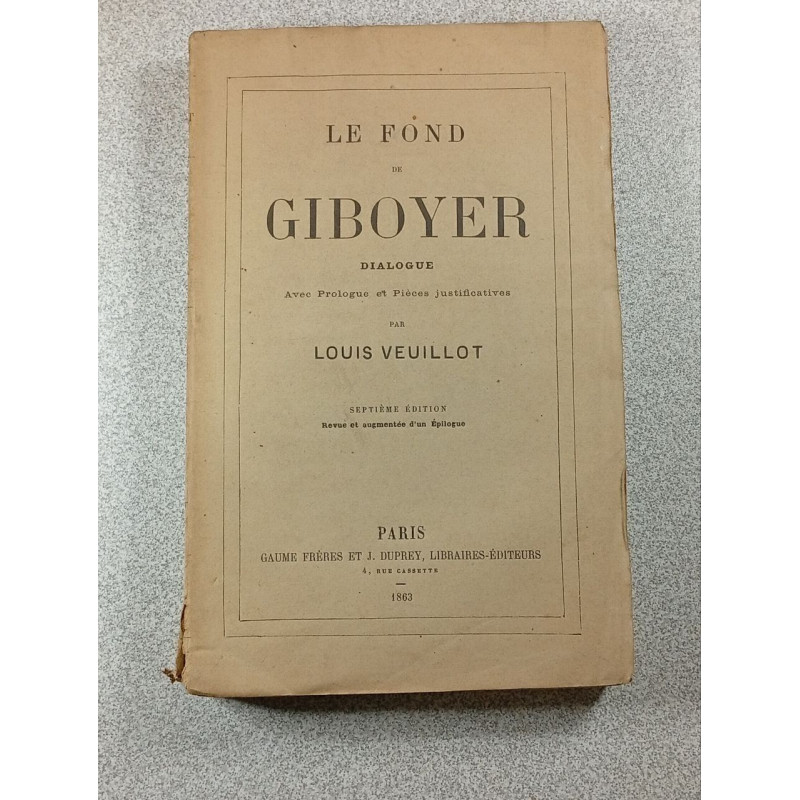 LE FOND
DE
GIBOYER
DIALOGUE
Avec Prologue et Pièces justificatives
PAR
LOUIS VEUILLOT
SEPTIÈME ÉDITION
Revue et augmentée d'un Épilogue
PARIS
GAUME FRÈRES ET J. DUPREY, LIBRAIRES-ÉDITEURS
4, RUE CASSETTE
1863